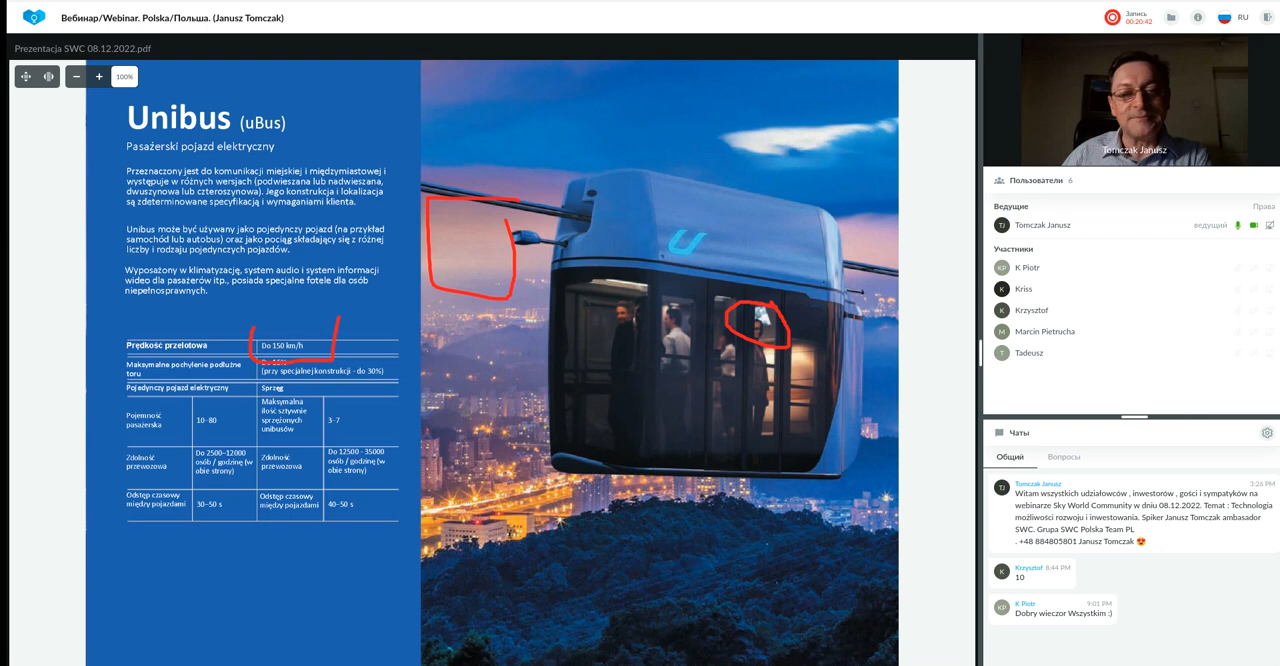 Вебинар/Webinar. Polska/Польша. (Janusz Tomczak)
Запись
00:20:42
RU
Prezentacja SWC 08.12.2022.pdf
100%
Unibus (uBus)
Pasażerski pojazd elektryczny
Przeznaczony jest do komunikacji miejskiej i międzymiastowej i
występuje w różnych wersjach (podwieszana lub nadwieszana,
dwuszynowa lub czteroszynowa). Jego konstrukcja i lokalizacja
są zdeterminowane specyfikacją i wymaganiami klienta.
Unibus może być używany jako pojedynczy pojazd (na przykład
samochód lub autobus) oraz jako pociąg składający się z różnej
liczby i rodzaju pojedynczych pojazdów.
Wyposażony w klimatyzację, system audio i system informacji
wideo dla pasażerów itp., posiada specjalne fotele dla osób
niepełnosprawnych.
Prędkość przelotowa
Do 150 km/h
Maksymalne pochylenie podłużne
toru
(przy specjalnej konstrukcji - do 30%)
Pojedynczy pojazd elektryczny
Sprzęg
Pojemność
pasażerska
10–80
Maksymalna
ilość sztywnie
sprzężonych
unibusów
3–7
Zdolność
przewozowa
Do 2500–12000
osób / godzinę (w
obie strony)
Zdolność
przewozowa
Do 12500 - 35000
osób / godzinę (w
obie strony)
Odstęp czasowy
między pojazdami
30–50 s
Odstęp czasowy
między pojazdami
40–50 s
Tomczak Janusz
Пользователи 6
Ведущие
Права
TJ
Tomczak Janusz
ведущий
Участники
KP
K Piotr
K
Kriss
K
Krzysztof
M
Marcin Pietrucha
T
Tadeusz
Чаты
Общий
Вопросы
TJ
Tomczak Janusz
3:26 PM
Witam wszystkich udziałowców , inwestorów , gości i sympatyków na
webinarze Sky World Community w dniu 08.12.2022. Temat : Technologia
możliwości rozwoju i inwestowania. Spiker Janusz Tomczak ambasador
SWC. Grupa SWC Polska Team PL
. +48 884805801 Janusz Tomczak 😍
K
Krzysztof 8:44 PM
10
KP
K Piotr
9:01 PM
Dobry wieczor Wszystkim :)